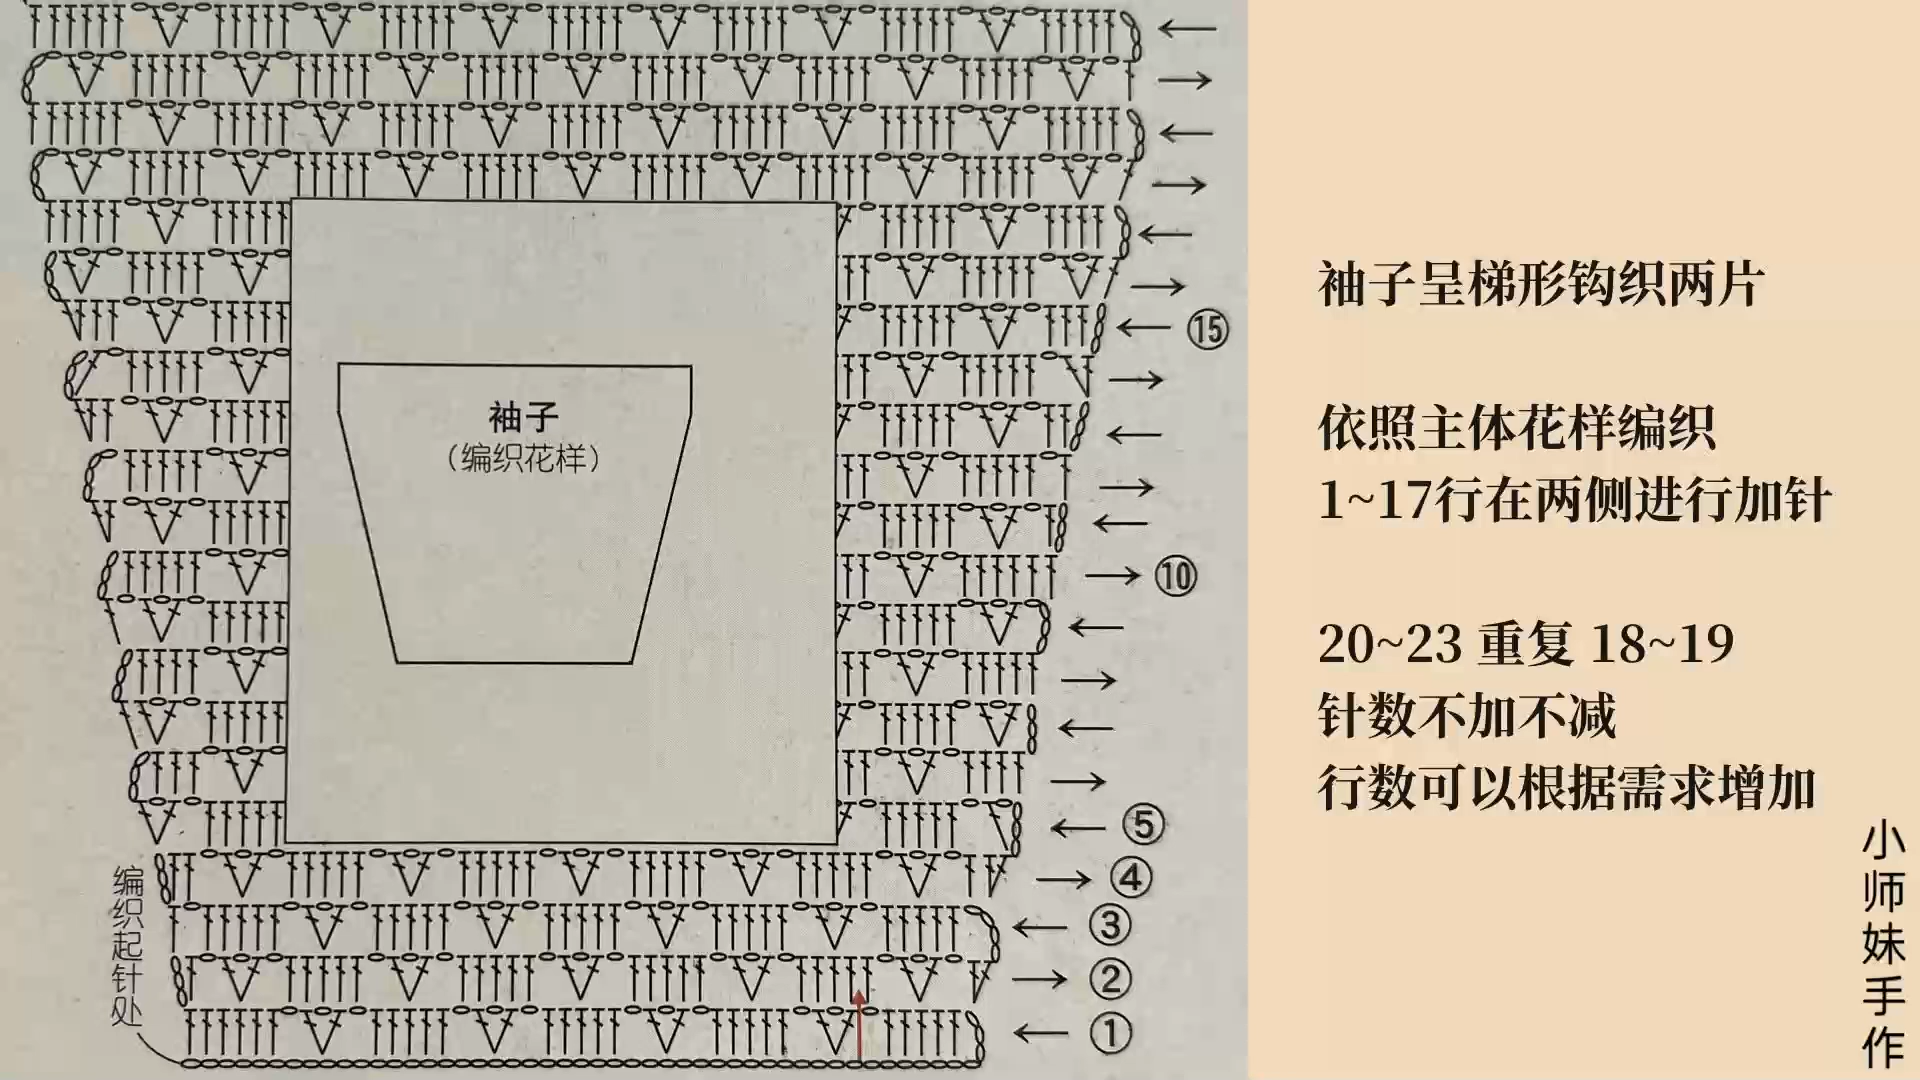 袖子
（编织花样）
⑮
⑩
⑤
④
③
②
①
编织起针处
袖子呈梯形钩织两片
依照主体花样编织
1~17行在两侧进行加针
20~23 重复 18~19
针数不加不减
行数可以根据需求增加
小师妹手作